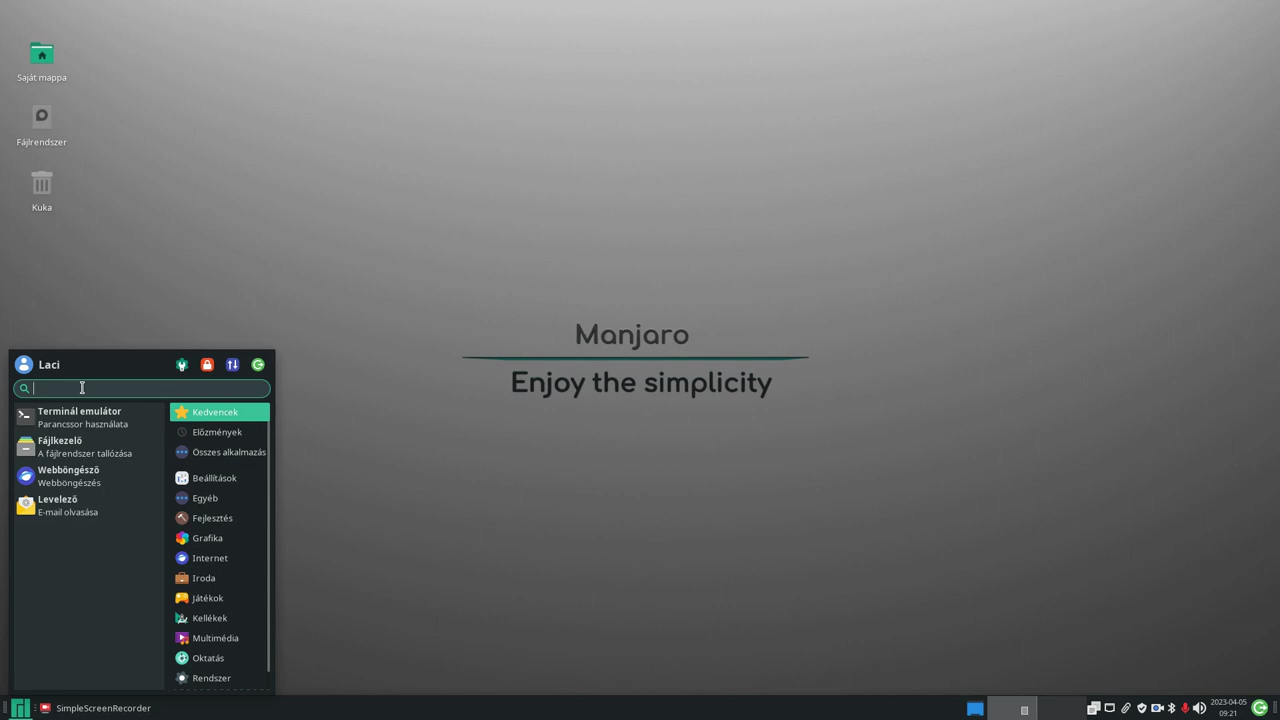 Saját mappa
Fájlrendszer
Kuka
Manjaro
Enjoy the simplicity
Laci
Terminál emulátor
Parancssor használata
Fájlkezelő
A fájlrendszer tallózása
Webböngésző
Webböngészés
Levelező
E-mail olvasása
Kedvencek
Előzmények
Összes alkalmazás
Beállítások
Egyéb
Fejlesztés
Grafika
Internet
Iroda
Játékok
Kellékek
Multimédia
Oktatás
Rendszer
SimpleScreenRecorder
2023-04-05
09:21